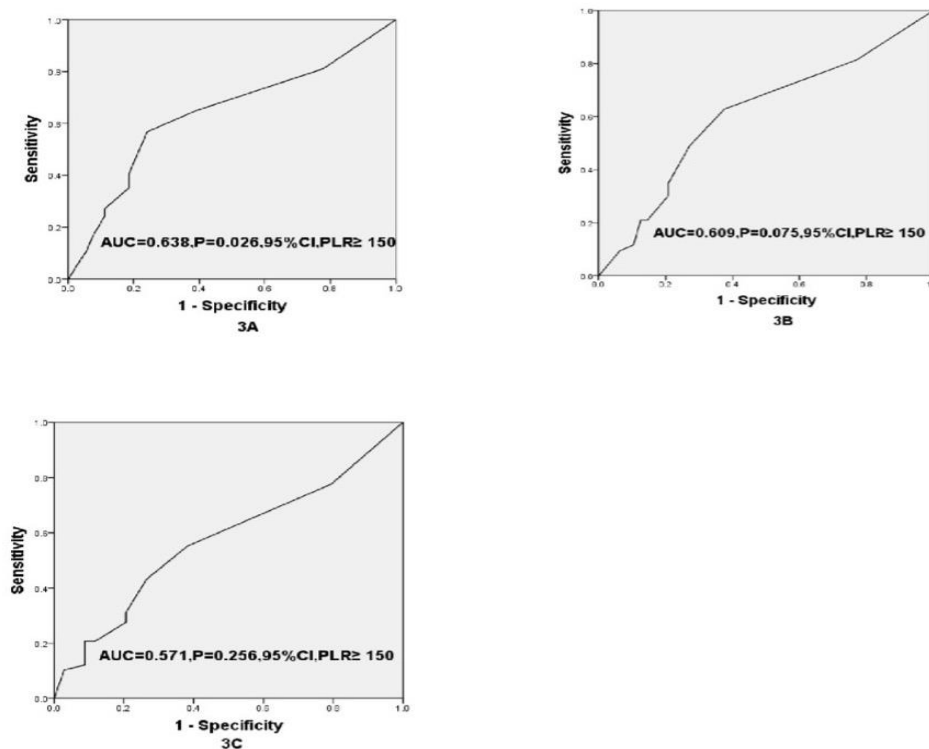 1.0
0.8
Sensitivity
0.6
0.4
0.2
AUC=0.638,P=0.026,95%CI,PLR≥ 150
0.0
0.0 0.2 0.4 0.6 0.8 1.0
1 - Specificity
3A
1.0
0.8
Sensitivity
0.6
0.4
0.2
AUC=0.609,P=0.075,95%CI,PLR≥ 150
0.0
0.0 0.2 0.4 0.6 0.8
1 - Specificity
3B
1.0
0.8
Sensitivity
0.6
0.4
0.2
AUC=0.571,P=0.256,95%CI,PLR≥ 150
0.0
0.0 0.2 0.4 0.6 0.8 1.0
1 - Specificity
3C